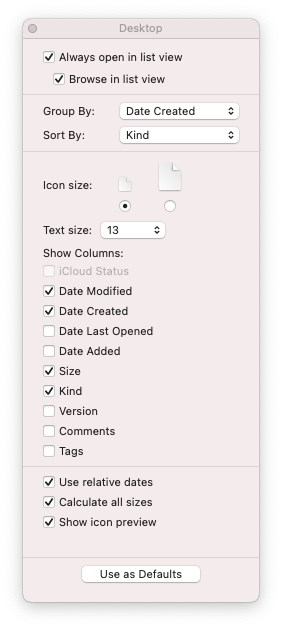 Desktop
Always open in list view
Browse in list view
Group By: Date Created
Sort By: Kind
Icon size:
Text size: 13
Show Columns:
iCloud Status
Date Modified
Date Created
Date Last Opened
Date Added
Size
Kind
Version
Comments
Tags
Use relative dates
Calculate all sizes
Show icon preview
Use as Defaults